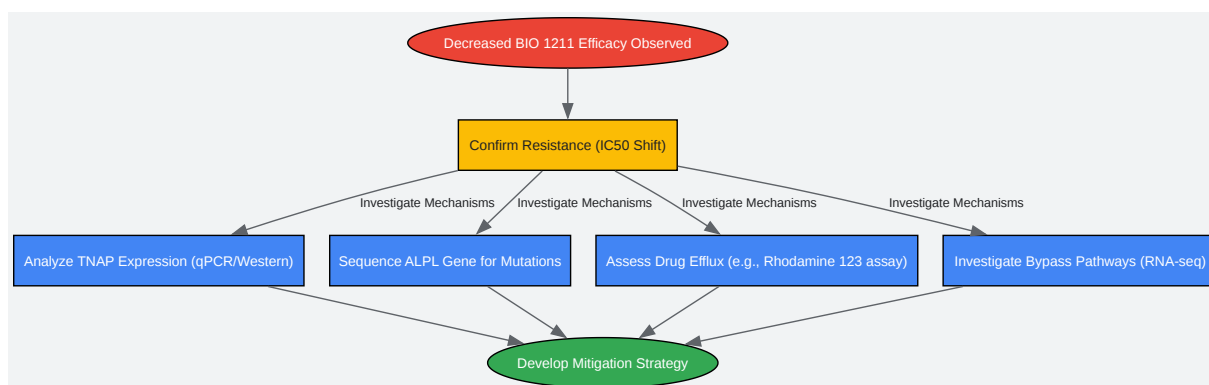 Decreased BIO 1211 Efficacy Observed
Confirm Resistance (IC50 Shift)
Investigate Mechanisms
Investigate Mechanisms
Investigate Mechanisms
Investigate Mechanisms
Analyze TNAP Expression (qPCR/Western)
Sequence ALPL Gene for Mutations
Assess Drug Efflux (e.g., Rhodamine 123 assay)
Investigate Bypass Pathways (RNA-seq)
Develop Mitigation Strategy